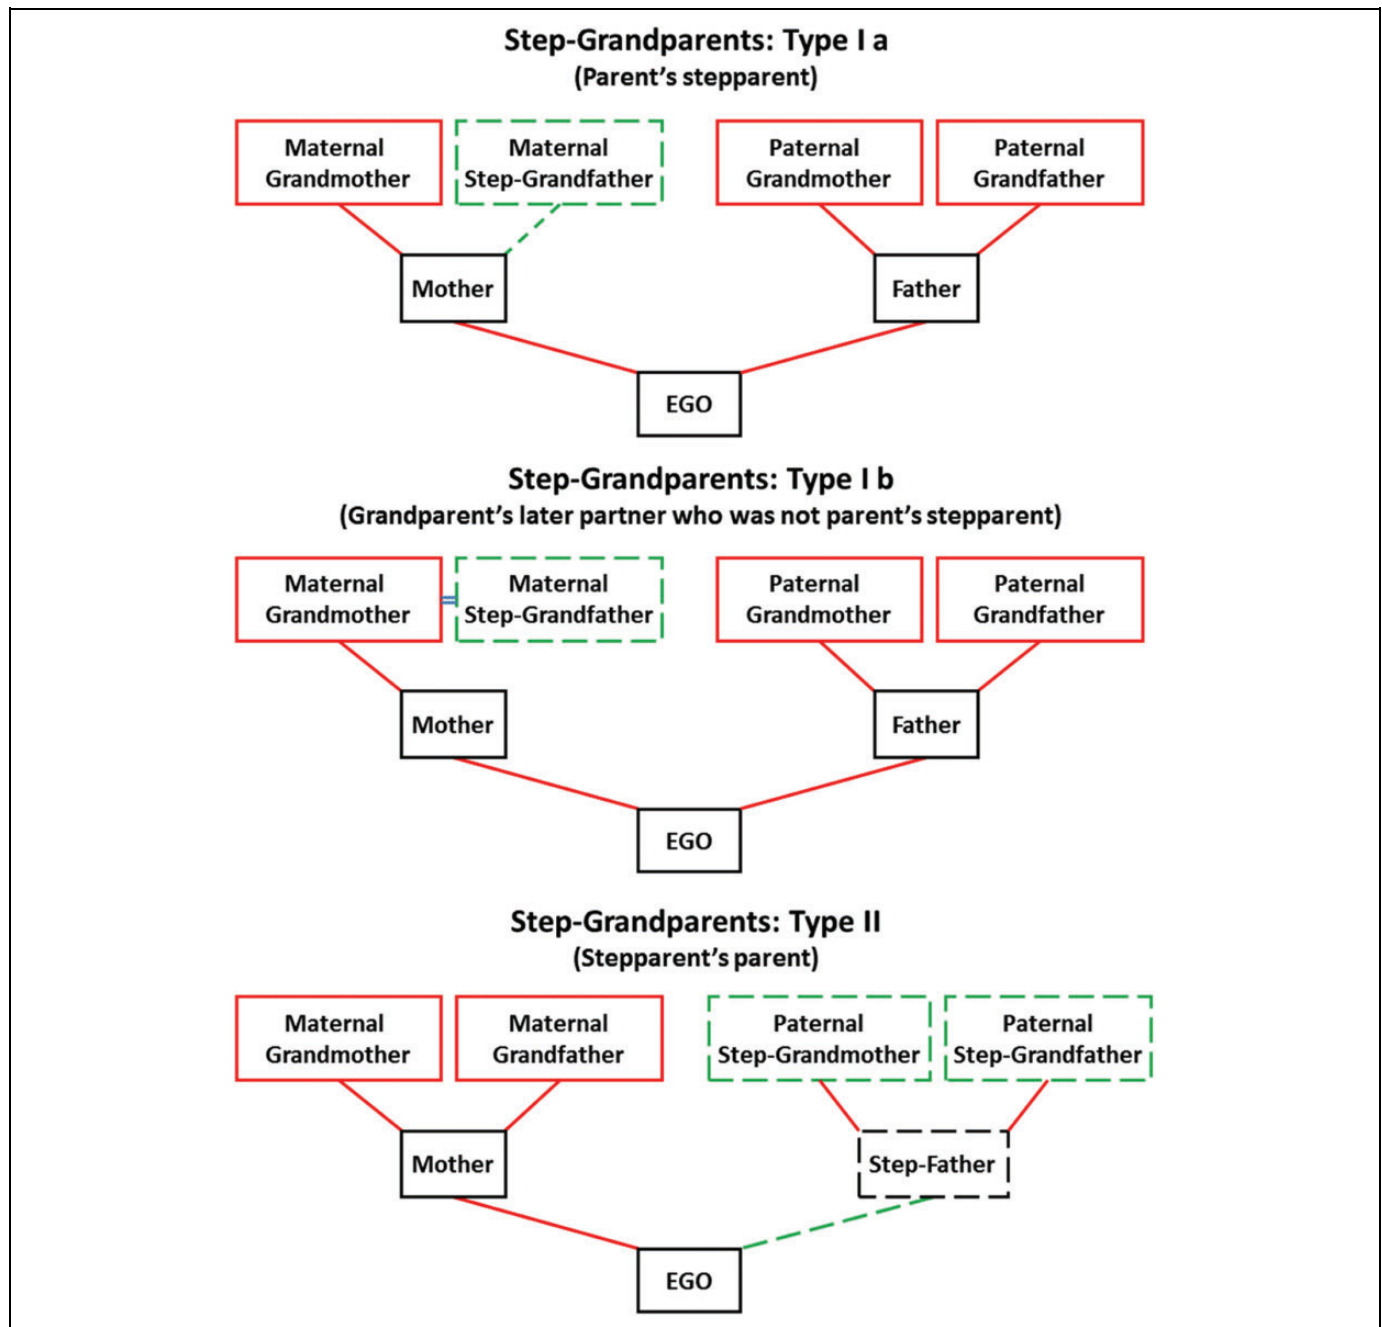 Step-Grandparents: Type I a
(Parent's stepparent)
Maternal
Grandmother
Maternal
Step-Grandfather
Paternal
Grandmother
Paternal
Grandfather
Mother
Father
EGO
Step-Grandparents: Type I b
(Grandparent's later partner who was not parent's stepparent)
Maternal
Grandmother
Maternal
Step-Grandfather
Paternal
Grandmother
Paternal
Grandfather
Mother
Father
EGO
Step-Grandparents: Type II
(Stepparent's parent)
Maternal
Grandmother
Maternal
Grandfather
Paternal
Step-Grandmother
Paternal
Step-Grandfather
Mother
Step-Father
EGO